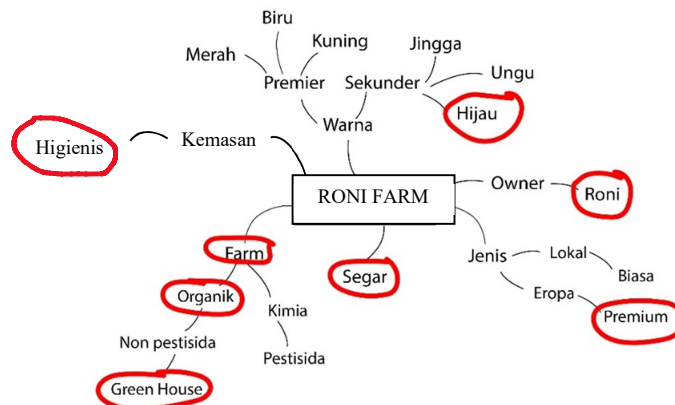 Biru
Kuning
Merah
Premier
Jingga
Sekunder
Ungu
Hijau
Warna
Higienis
Kemasan
RONI FARM
Owner
Roni
Farm
Segar
Jenis
Lokal
Biasa
Organik
Kimia
Eropa
Premium
Non pestisida
Pestisida
Green House